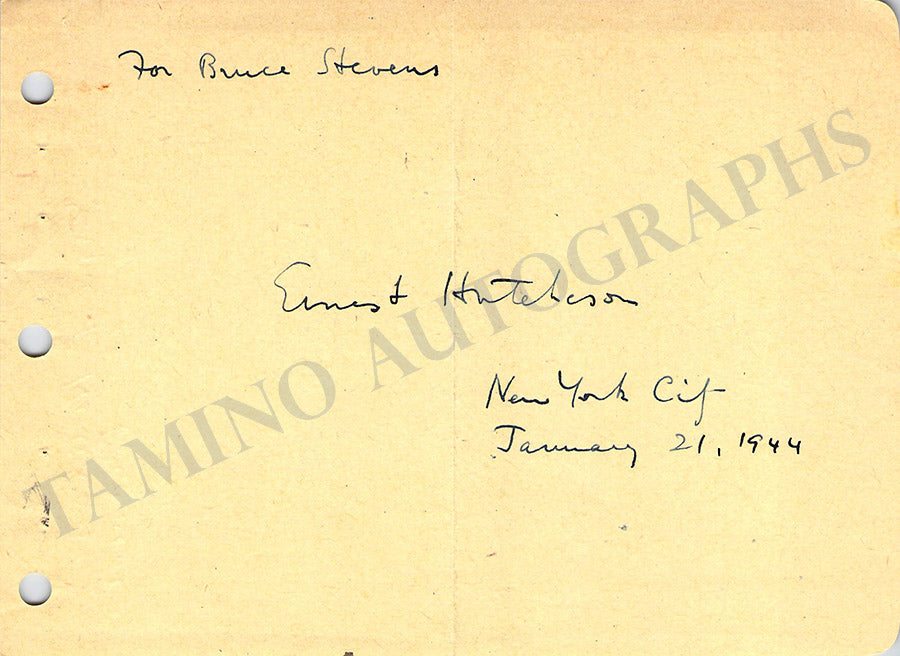 For Bruce Stevens
Ernest Hutcheson
New York City
January 21, 1944
TAMINO AUTOGRAPHS